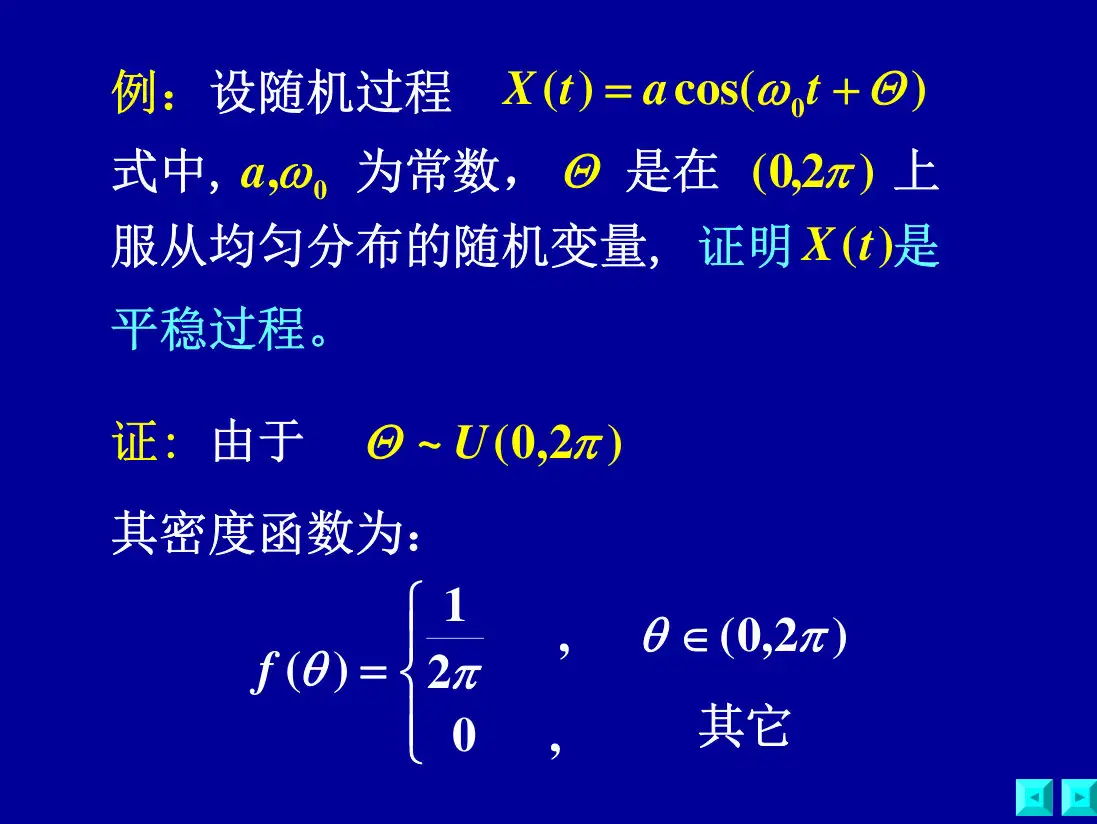 例：设随机过程 X(t)=acos(ω₀t+Θ)
式中, a,ω₀ 为常数， Θ 是在 (0,2π) 上
服从均匀分布的随机变量, 证明X(t)是
平稳过程。
证：由于 Θ~U(0,2π)
其密度函数为：
f(θ)={ 1/2π , θ∈(0,2π)
0 , 其它